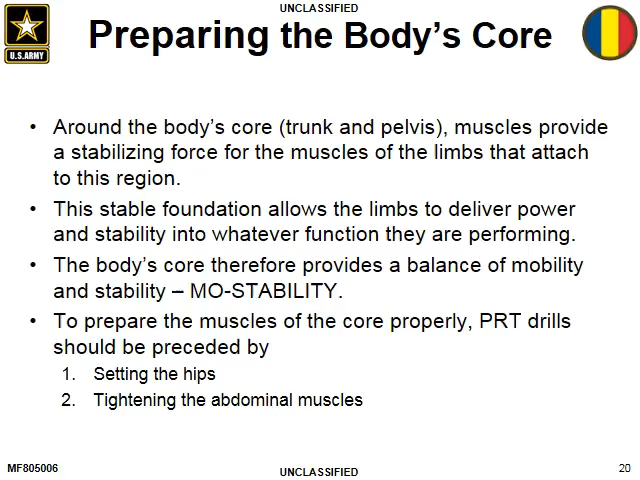 UNCLASSIFIED
Preparing the Body's Core
U.S.ARMY
• Around the body's core (trunk and pelvis), muscles provide
a stabilizing force for the muscles of the limbs that attach
to this region.
• This stable foundation allows the limbs to deliver power
and stability into whatever function they are performing.
• The body's core therefore provides a balance of mobility
and stability – MO-STABILITY.
• To prepare the muscles of the core properly, PRT drills
should be preceded by
1. Setting the hips
2. Tightening the abdominal muscles
MF805006
UNCLASSIFIED
20